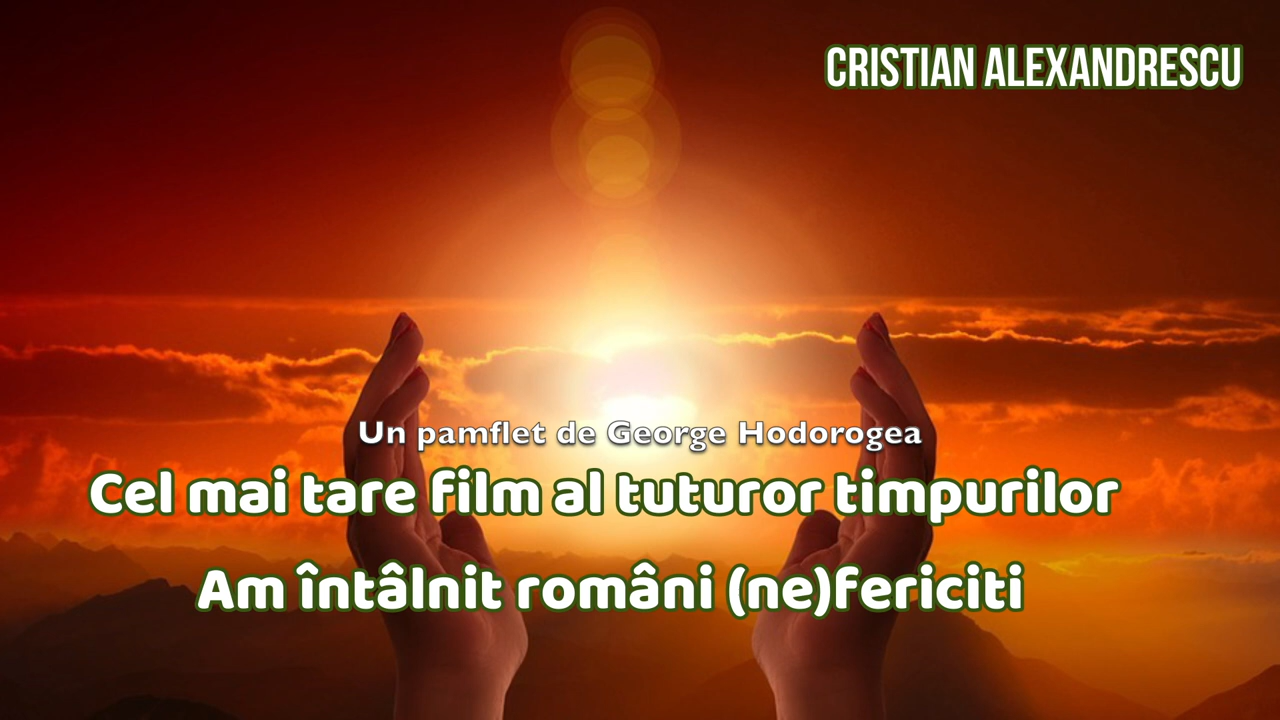 CRISTIAN ALEXANDRESCU
Un pamflet de George Hodorogea
Cel mai tare film al tuturor timpurilor
Am întâlnit români (ne)fericiti